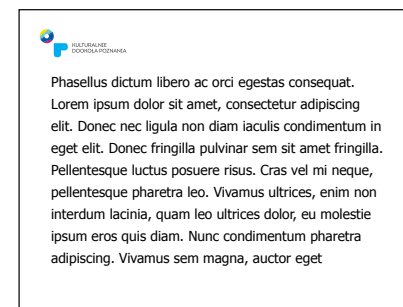 KULTURALNIE
DOOKOŁA POZNANIA
Phasellus dictum libero ac orci egestas consequat.
Lorem ipsum dolor sit amet, consectetur adipiscing
elit. Donec nec ligula non diam iaculis condimentum in
eget elit. Donec fringilla pulvinar sem sit amet fringilla.
Pellentesque luctus posuere risus. Cras vel mi neque,
pellentesque pharetra leo. Vivamus ultrices, enim non
interdum lacinia, quam leo ultrices dolor, eu molestie
ipsum eros quis diam. Nunc condimentum pharetra
adipiscing. Vivamus sem magna, auctor eget